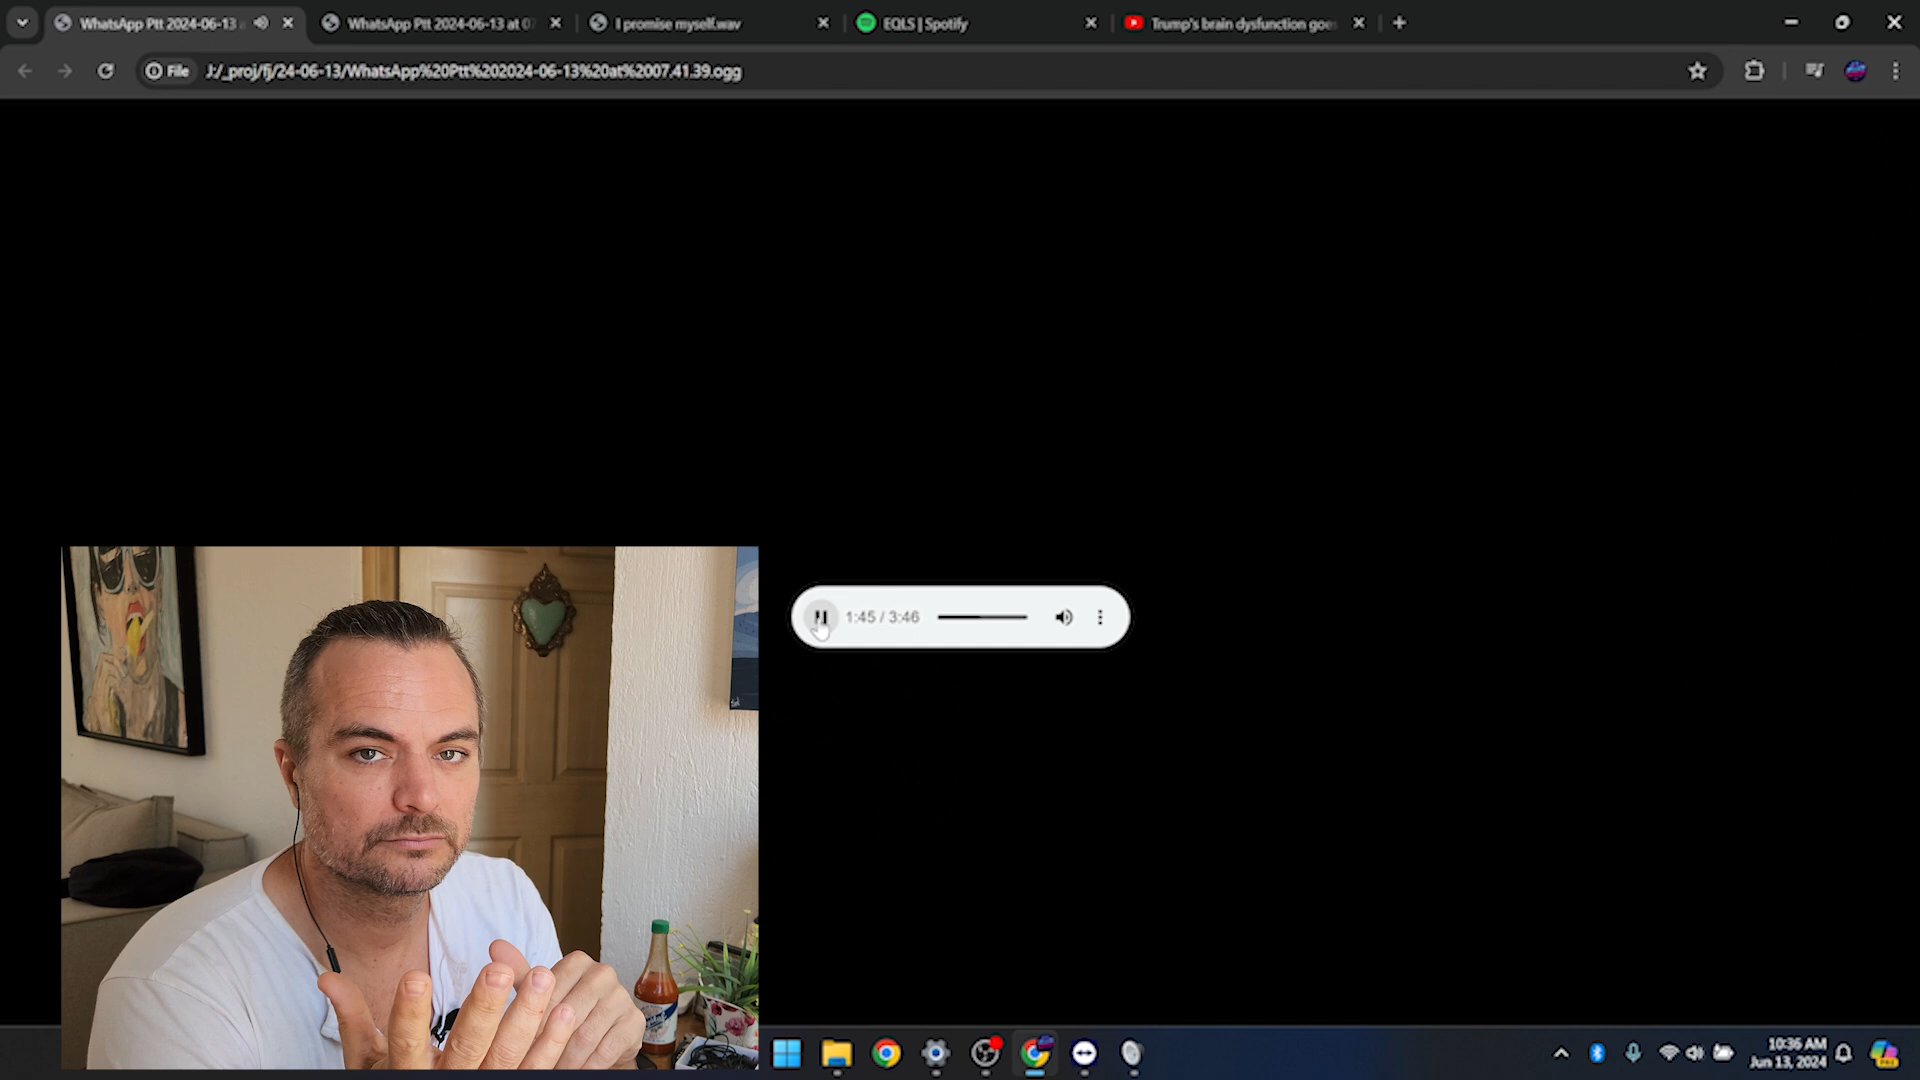 WhatsApp Ptt 2024-06-13 a
WhatsApp Ptt 2024-06-13 at 07
I promise myself.wav
EQLS | Spotify
Trump's brain dysfunction goes
File
J:/_proj/fj/24-06-13/WhatsApp%20Ptt%202024-06-13%20at%2007.41.39.ogg
1:45 / 3:46
10:36 AM
Jun 13, 2024